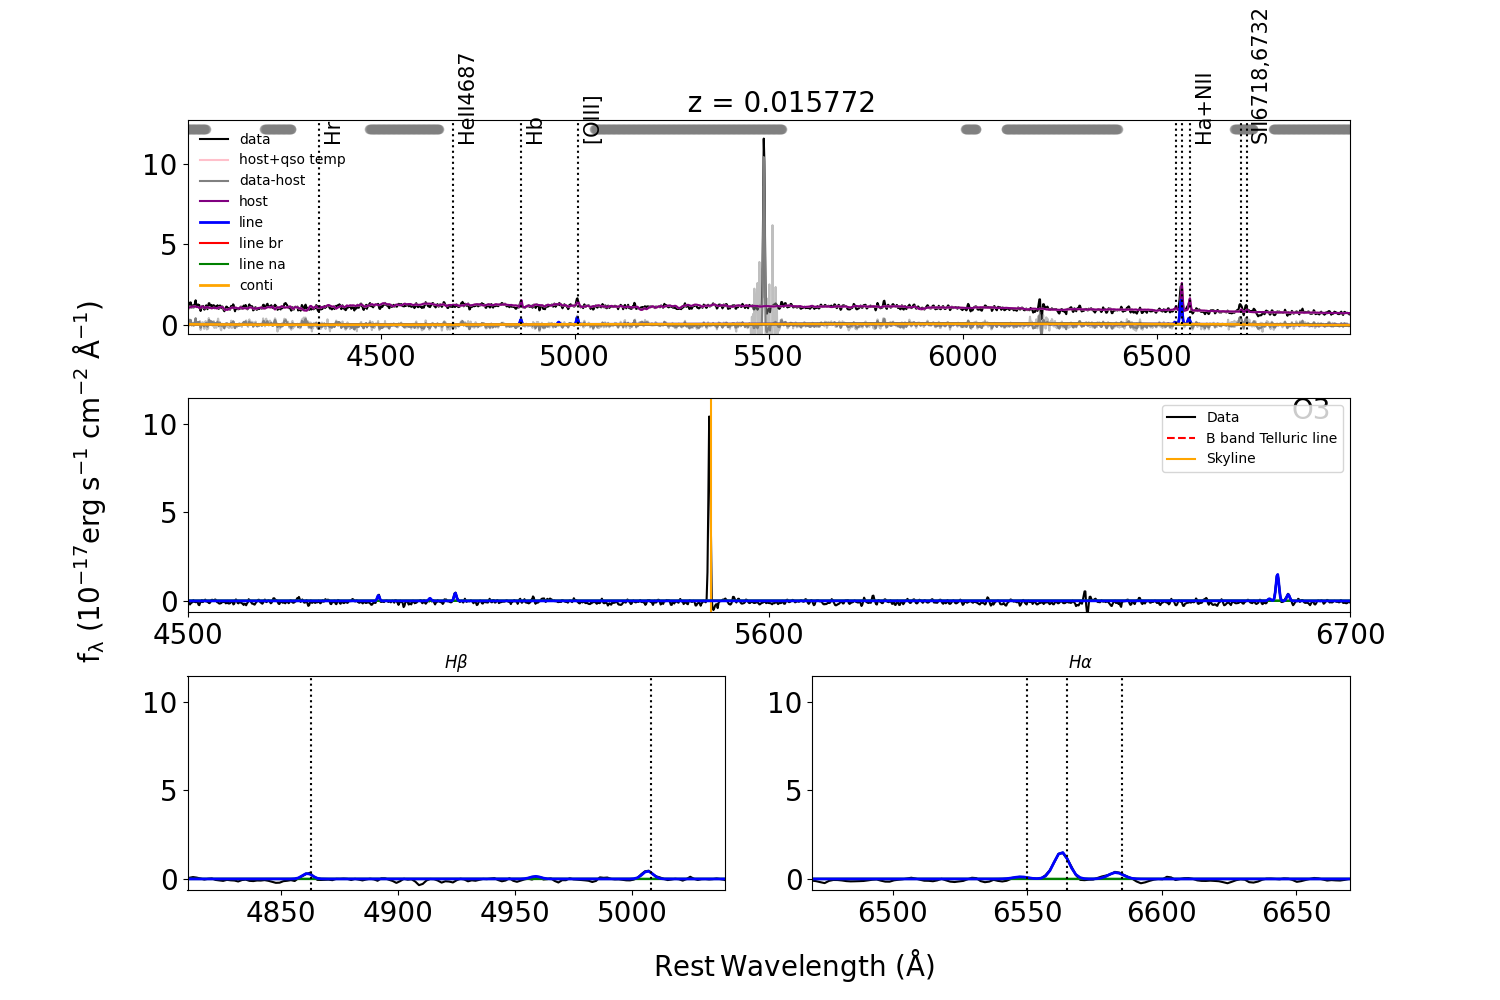 z = 0.015772
Hr
HeII4687
Hb
[OIII]
Ha+NII
SII6718,6732
data
host+qso temp
data-host
host
line
line br
line na
conti
10
5
0
4500 5000 5500 6000 6500
O3
Data
B band Telluric line
Skyline
10
5
0
4500 5600 6700
fλ (10−17erg s−1 cm−2 Å−1)
Hβ
10
5
0
4850 4900 4950 5000
Hα
10
5
0
6500 6550 6600 6650
Rest Wavelength (Å)